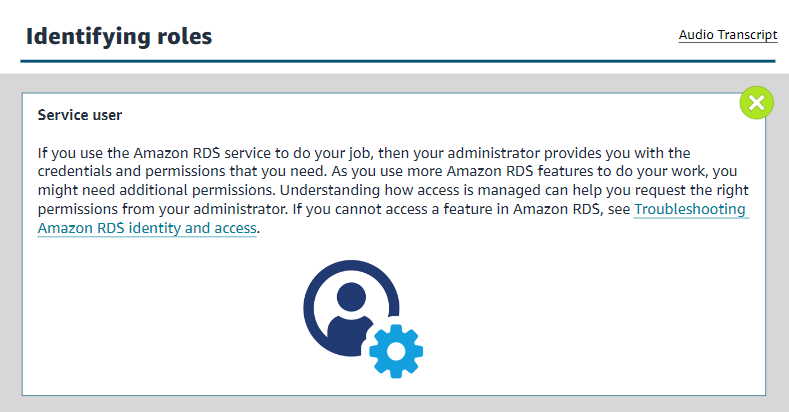 Identifying roles
Audio Transcript
Service user
If you use the Amazon RDS service to do your job, then your administrator provides you with the
credentials and permissions that you need. As you use more Amazon RDS features to do your work, you
might need additional permissions. Understanding how access is managed can help you request the right
permissions from your administrator. If you cannot access a feature in Amazon RDS, see Troubleshooting
Amazon RDS identity and access.